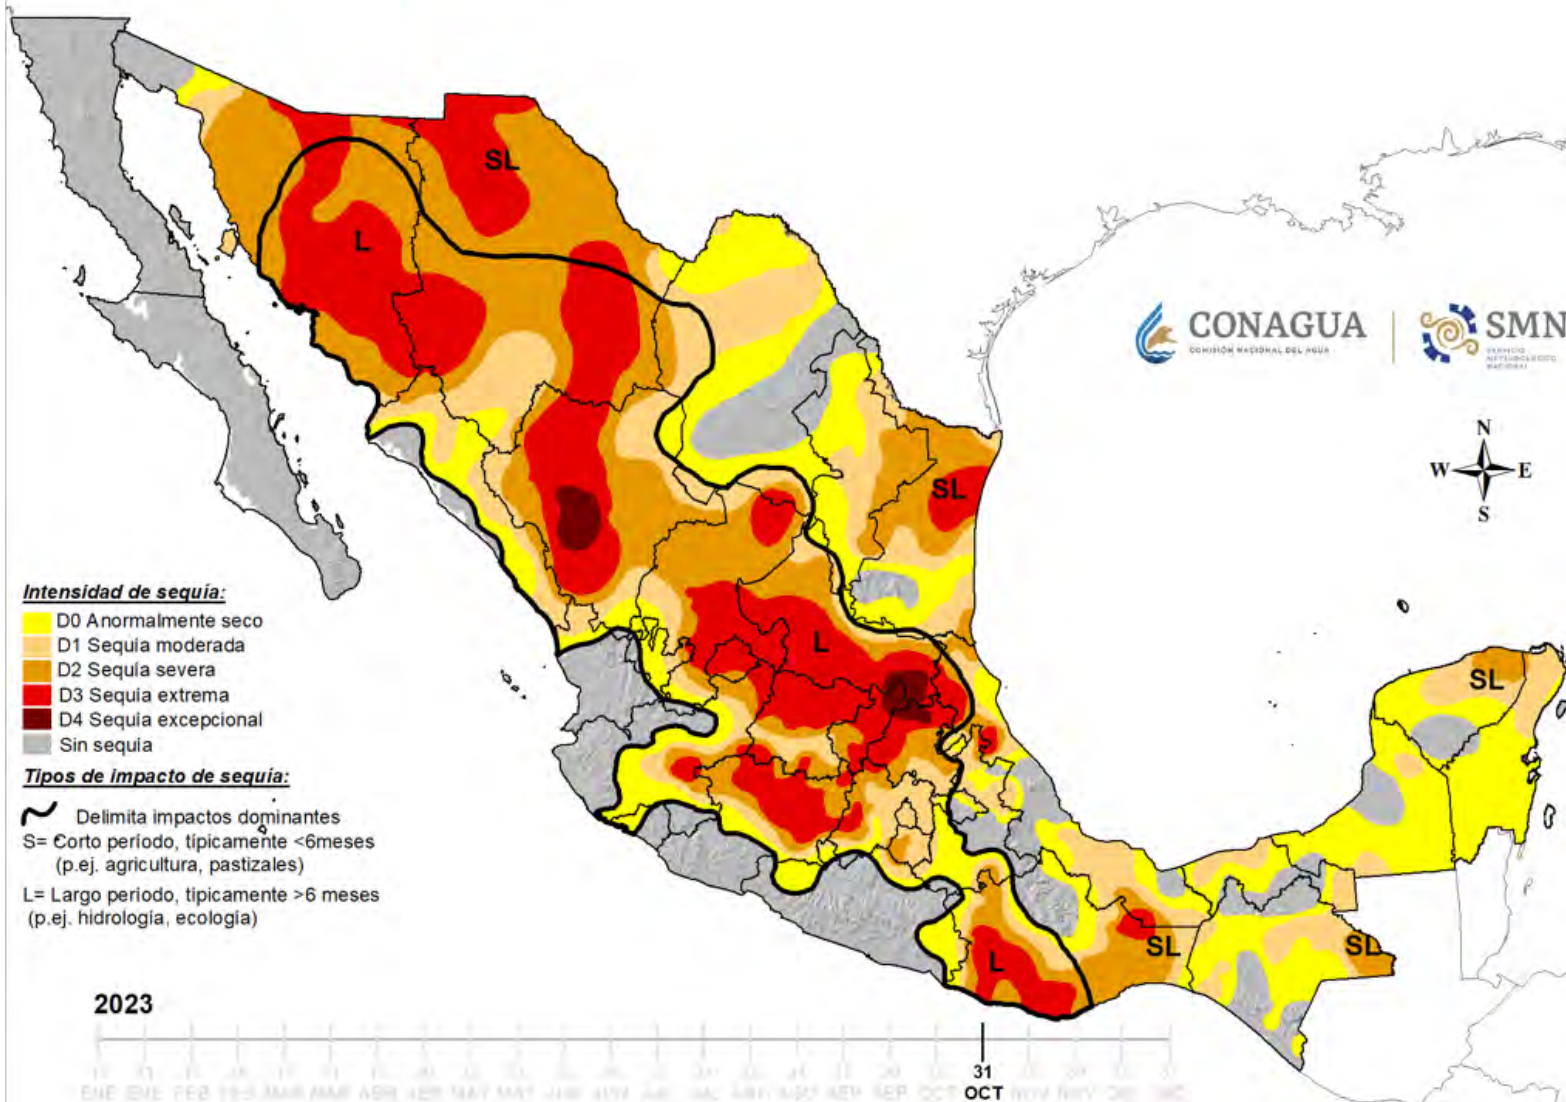 SL
L
CONAGUA
COMISIÓN NACIONAL DEL AGUA
SMN
SERVICIO
METEOROLÓGICO
NACIONAL
N
W E
S
SL
Intensidad de sequía:
D0 Anormalmente seco
D1 Sequía moderada
D2 Sequía severa
D3 Sequía extrema
D4 Sequía excepcional
Sin sequía
L
SL
S
Tipos de impacto de sequía:
Delimita impactos dominantes
S= Corto período, típicamente <6meses
(p.ej. agricultura, pastizales)
L= Largo período, típicamente >6 meses
(p.ej. hidrología, ecología)
SL
SL
L
2023
31
OCT